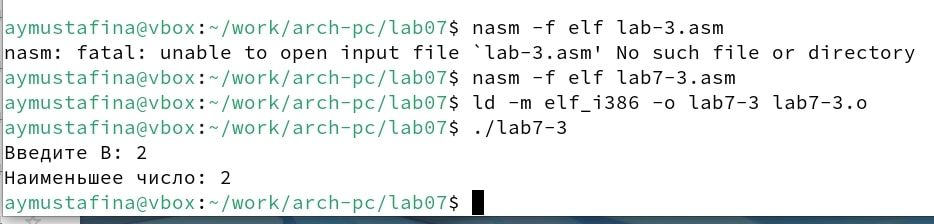 aymustafina@vbox:~/work/arch-pc/lab07$ nasm -f elf lab-3.asm
nasm: fatal: unable to open input file `lab-3.asm' No such file or directory
aymustafina@vbox:~/work/arch-pc/lab07$ nasm -f elf lab7-3.asm
aymustafina@vbox:~/work/arch-pc/lab07$ ld -m elf_i386 -o lab7-3 lab7-3.o
aymustafina@vbox:~/work/arch-pc/lab07$ ./lab7-3
Введите В: 2
Наименьшее число: 2
aymustafina@vbox:~/work/arch-pc/lab07$